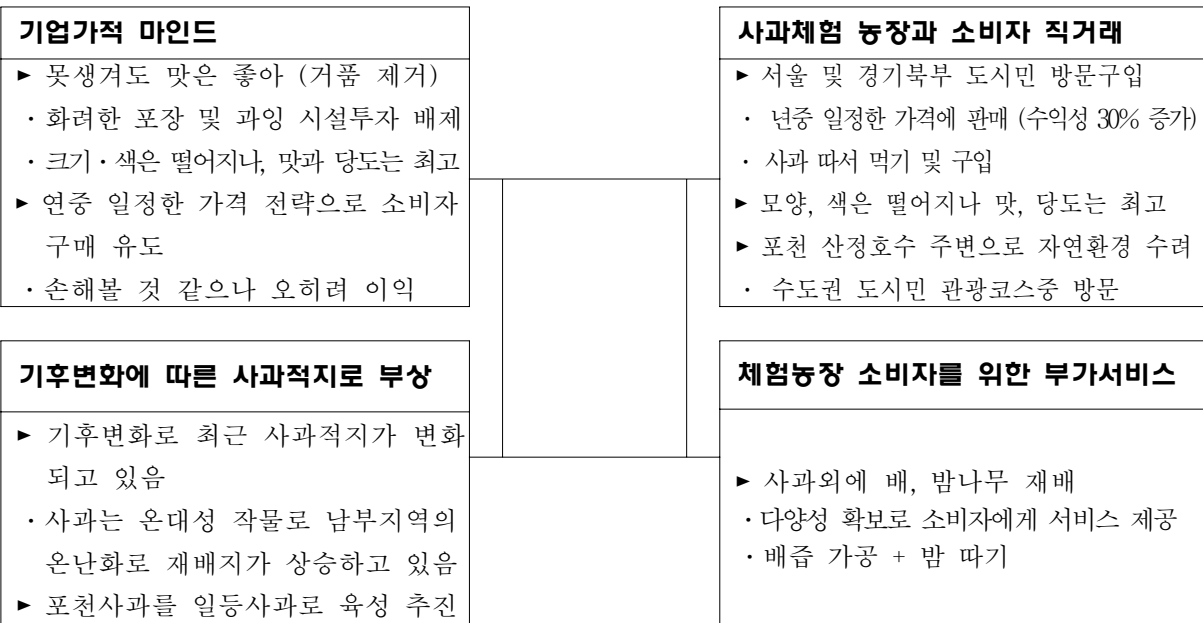 기업가적 마인드
► 못생겨도 맛은 좋아 (거품 제거)
·화려한 포장 및 과잉 시설투자 배제
·크기·색은 떨어지나, 맛과 당도는 최고
► 연중 일정한 가격 전략으로 소비자
구매 유도
·손해볼 것 같으나 오히려 이익
사과체험 농장과 소비자 직거래
► 서울 및 경기북부 도시민 방문구입
· 년중 일정한 가격에 판매 (수익성 30% 증가)
· 사과 따서 먹기 및 구입
► 모양, 색은 떨어지나 맛, 당도는 최고
► 포천 산정호수 주변으로 자연환경 수려
· 수도권 도시민 관광코스중 방문
기후변화에 따른 사과적지로 부상
► 기후변화로 최근 사과적지가 변화
되고 있음
·사과는 온대성 작물로 남부지역의
온난화로 재배지가 상승하고 있음
► 포천사과를 일등사과로 육성 추진
체험농장 소비자를 위한 부가서비스
► 사과외에 배, 밤나무 재배
·다양성 확보로 소비자에게 서비스 제공
·배즙 가공 + 밤 따기